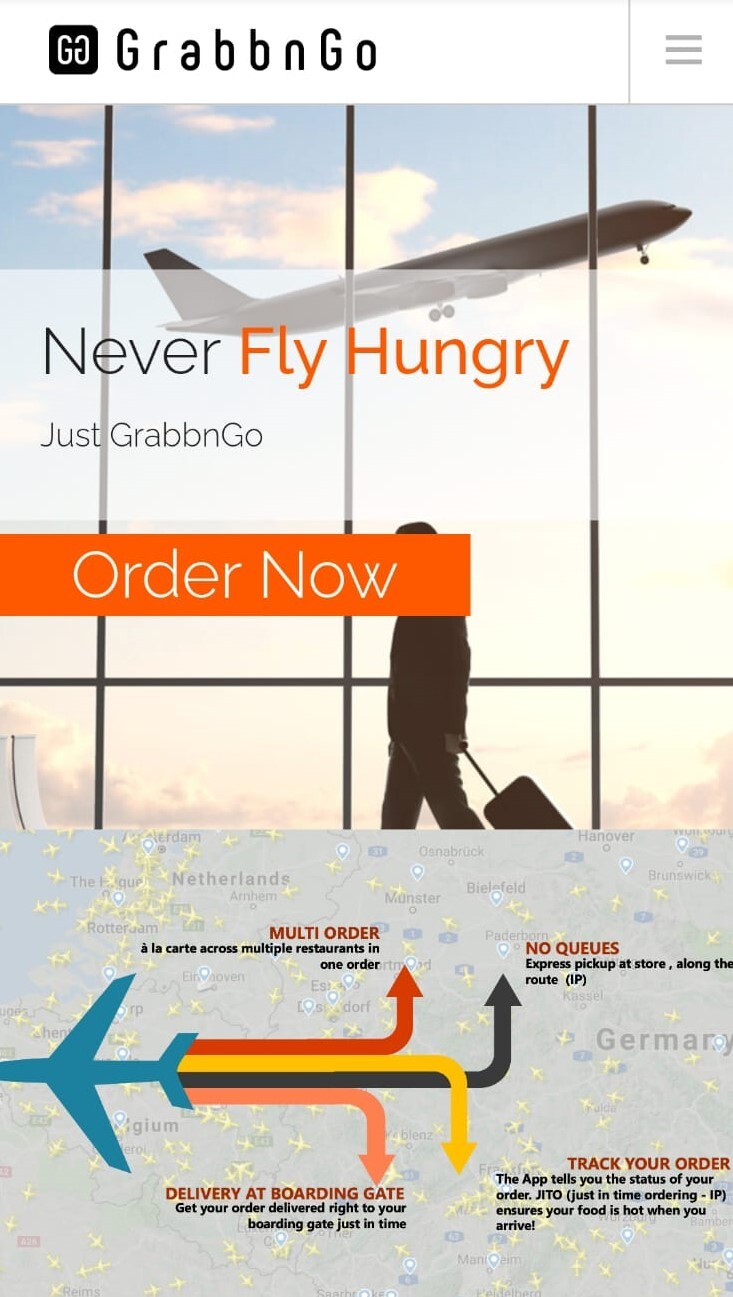 GG GrabbnGo
Never Fly Hungry
Just GrabbnGo
Order Now
Hanover
Osnabrück
The
Netherlands
Brunswick
Arnhem
Munster
Bielefeld
Rotterdam
MULTI ORDER
à la carte across multiple restaurants in
one order
Paderborn
NO QUEUES
Express pickup at store , along the
route (IP)
Kassel
Germany
TRACK YOUR ORDER
The App tells you the status of your
order. JITO (just in time ordering - IP)
ensures your food is hot when you
arrive!
DELIVERY AT BOARDING GATE
Get your order delivered right to your
boarding gate just in time
Reims